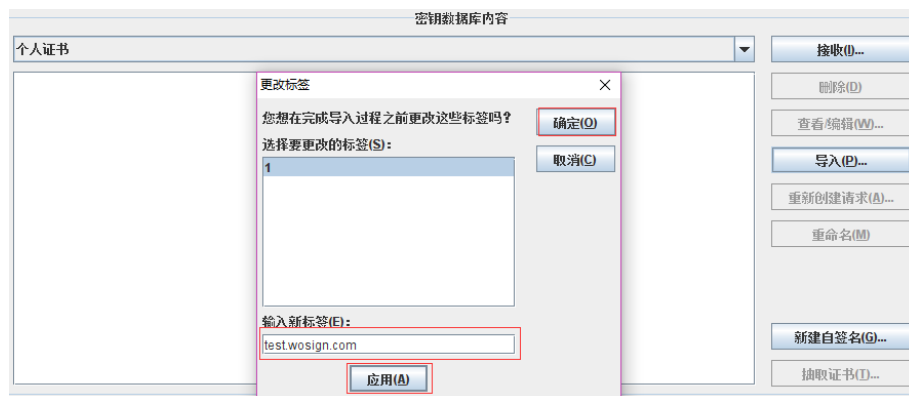 密钥数据库内容
个人证书
接收(I)...
删除(D)
查看/编辑(W)...
导入(P)...
重新创建请求(A)...
重命名(M)
新建自签名(G)...
抽取证书(T)...
更改标签
您想在完成导入过程之前更改这些标签吗?
确定(O)
取消(C)
选择要更改的标签(S):
1
输入新标签(E):
test.wosign.com
应用(A)